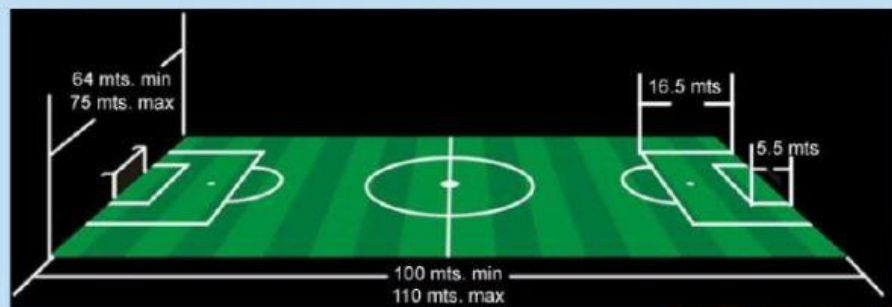 64 mts. min
75 mts. max
16.5 mts
5.5 mts
100 mts. min
110 mts. max